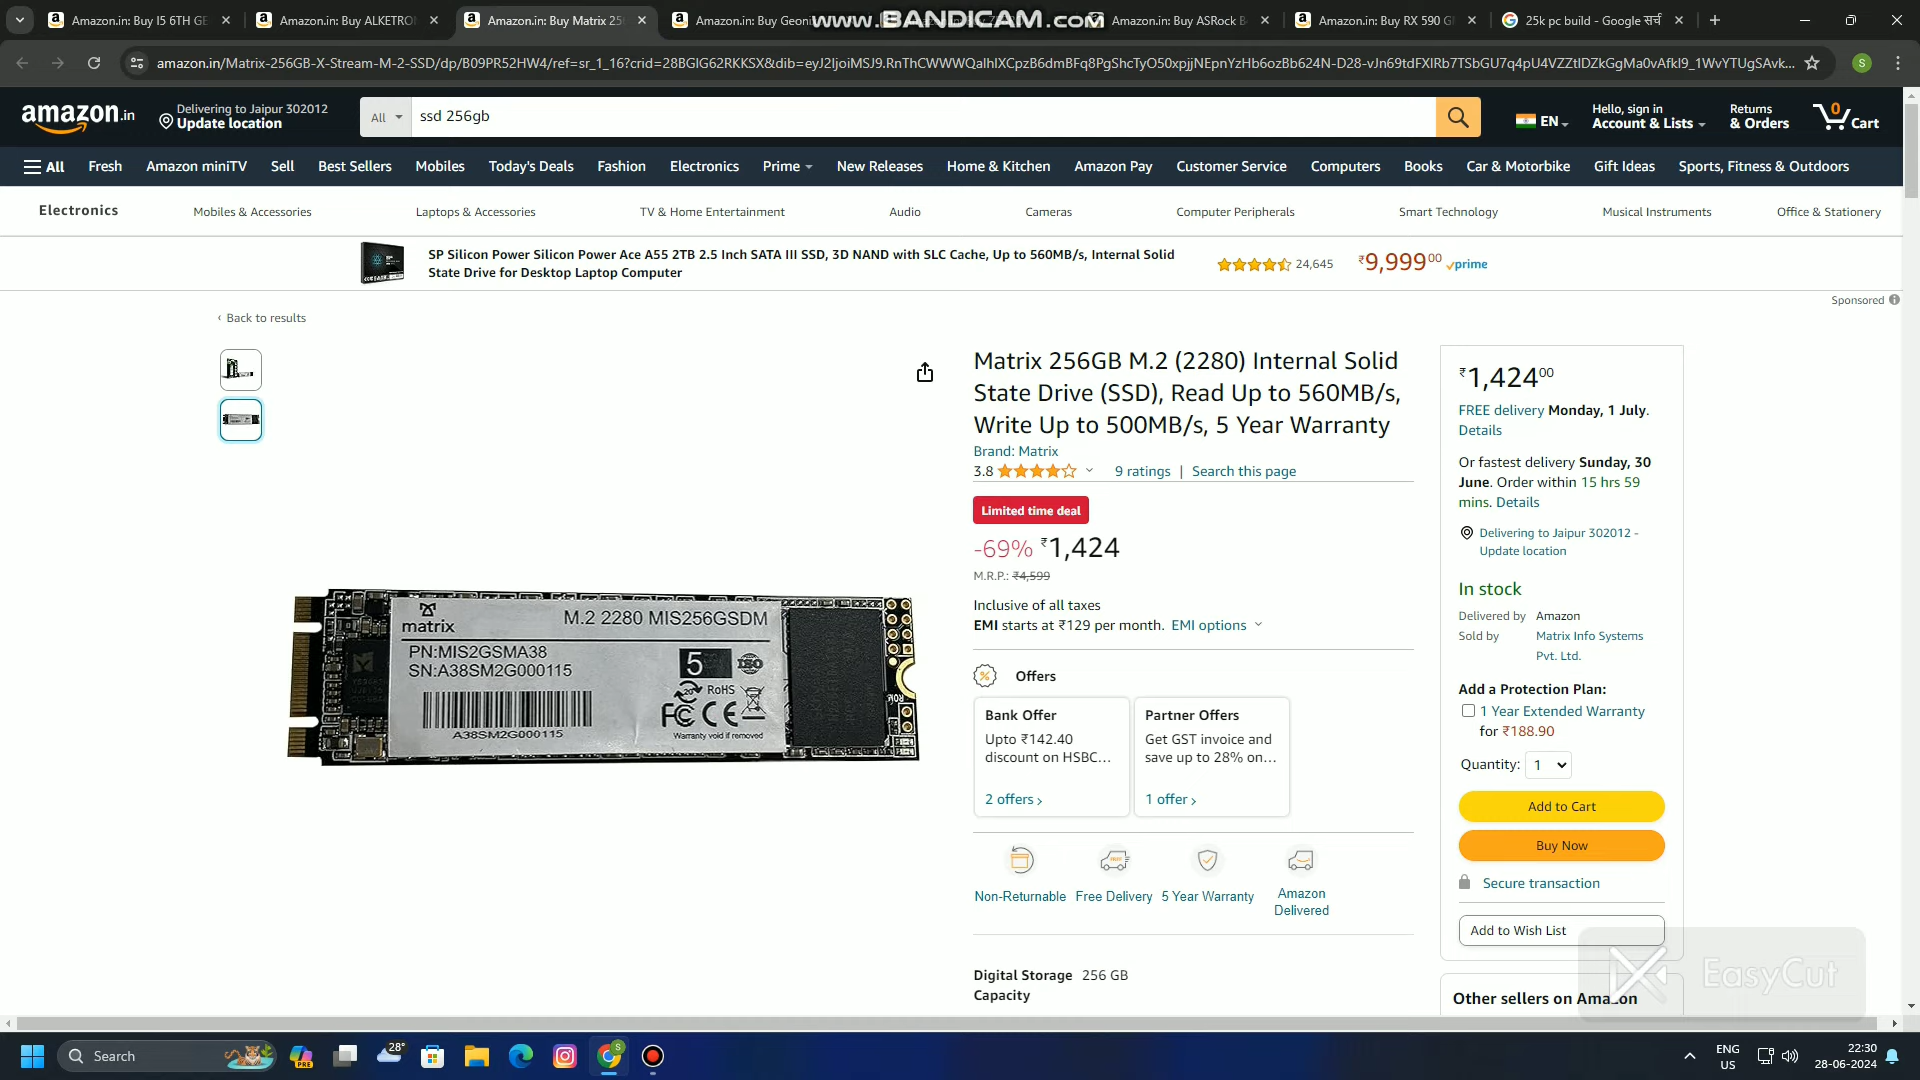 Amazon.in: Buy I5 6TH GE
Amazon.in: Buy ALKETRON
Amazon.in: Buy Matrix 25
Amazon.in: Buy Geoni
www.BANDICAM.com
Amazon.in: Buy ASRock B
Amazon.in: Buy RX 590 G
25k pc build - Google सर्च
amazon.in/Matrix-256GB-X-Stream-M-2-SSD/dp/B09PR52HW4/ref=sr_1_16?crid=
S
amazon.in
Delivering to Jaipur 302012
Update location
All
ssd 256gb
EN
Hello, sign in
Account & Lists
Returns
& Orders
0
Cart
All
Fresh
Amazon miniTV
Sell
Best Sellers
Mobiles
Today's Deals
Fashion
Electronics
Prime
New Releases
Home & Kitchen
Amazon Pay
Customer Service
Computers
Books
Car & Motorbike
Gift Ideas
Sports, Fitness & Outdoors
Electronics
Mobiles & Accessories
Laptops & Accessories
TV & Home Entertainment
Audio
Cameras
Computer Peripherals
Smart Technology
Musical Instruments
Office & Stationery
SP Silicon Power Silicon Power Ace A55 2TB 2.5 Inch SATA III SSD, 3D NAND with SLC Cache, Up to 560MB/s, Internal Solid
State Drive for Desktop Laptop Computer
24,645
₹9,99900
prime
Sponsored
‹ Back to results
Matrix 256GB M.2 (2280) Internal Solid
State Drive (SSD), Read Up to 560MB/s,
Write Up to 500MB/s, 5 Year Warranty
Brand: Matrix
3.8
9 ratings | Search this page
Limited time deal
-69% ₹1,424
M.R.P.: ₹4,599
Inclusive of all taxes
EMI starts at ₹129 per month. EMI options
Offers
Bank Offer
Upto ₹142.40
discount on HSBC…
2 offers ›
Partner Offers
Get GST invoice and
save up to 28% on…
1 offer ›
Non-Returnable
Free Delivery
5 Year Warranty
Amazon
Delivered
Digital Storage 256 GB
Capacity
matrix
M.2 2280 MIS256GSDM
PN:MIS2GSMA38
SN:A38SM2G000115
5
ISO
20
RoHS
FC CE
A38SM2G000115
Warranty void if removed
₹1,42400
FREE delivery Monday, 1 July.
Details
Or fastest delivery Sunday, 30
June. Order within 15 hrs 59
mins. Details
Delivering to Jaipur 302012 -
Update location
In stock
Delivered by Amazon
Sold by Matrix Info Systems
Pvt. Ltd.
Add a Protection Plan:
1 Year Extended Warranty
for ₹188.90
Quantity: 1
Add to Cart
Buy Now
Secure transaction
Add to Wish List
EasyCut
Other sellers on Amazon
Search
PRE
28°
S
ENG
US
22:30
28-06-2024